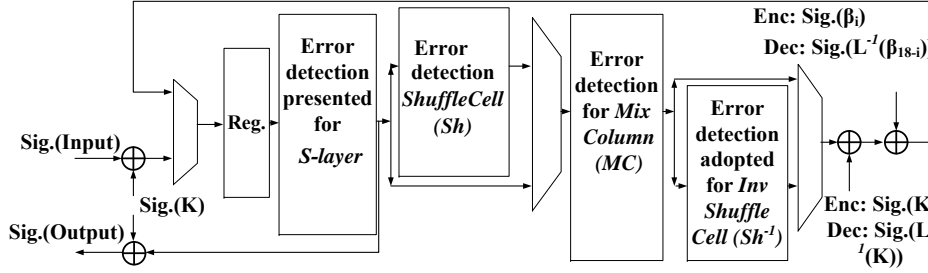 Enc: Sig.(βi)
Dec: Sig.(L-1(β18-i))
Error
detection
presented
for
S-layer
Error
detection
ShuffleCell
(Sh)
Error
detection
for Mix
Column
(MC)
Error
detection
adopted
for Inv
Shuffle
Cell (Sh-1)
Reg.
Sig.(Input)
Sig.(K)
Sig.(Output)
Enc: Sig.(K
Dec: Sig.(L
1(K))